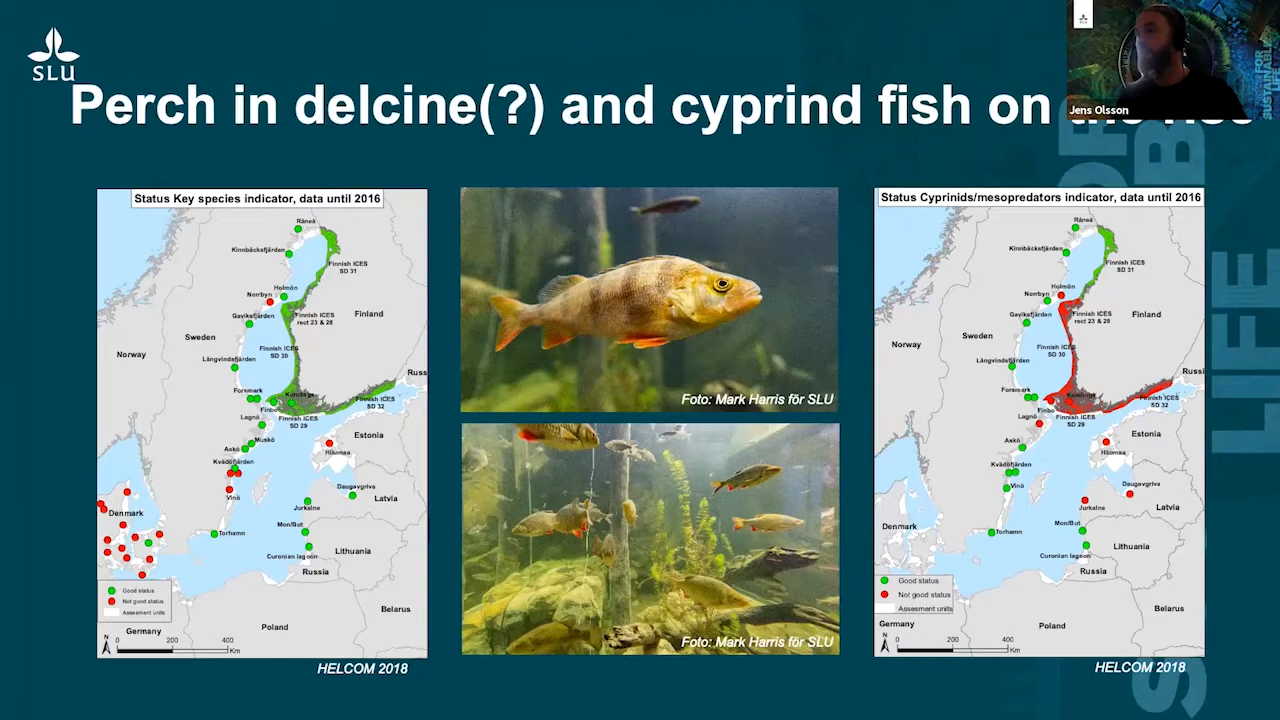 SLU
Perch in delcine(?) and cyprind fish on
Jens Olsson
SUSTAINABLE
LIFE
Status Key species indicator, data until 2016
Råneå
Kinnbäcksfjärden
Finnish ICES
SD 31
Holmön
Norrbyn
Gaviksfjärden
Finnish ICES
rect 23 & 28
Finland
Sweden
Norway
Finnish ICES
SD 30
Långvindsfjärden
Russ
Forsmark
Kumlinge
Finbo
Finnish ICES
SD 32
Lagnö
Finnish ICES
SD 29
Muskö
Estonia
Askö
Hiiumaa
Kvädöfjärden
Vinö
Daugavgriva
Latvia
Jurkalne
Denmark
Mon/But
Torhamn
Lithuania
Curonian lagoon
Russia
Good status
Not good status
Assesment units
Belarus
Germany
Poland
N
0 200 400
Km
HELCOM 2018
Foto: Mark Harris för SLU
Foto: Mark Harris för SLU
Status Cyprinids/mesopredators indicator, data until 2016
Råneå
Kinnbäcksfjärden
Finnish ICES
SD 31
Holmön
Norrbyn
Gaviksfjärden
Finnish ICES
rect 23 & 28
Finland
Sweden
Norway
Finnish ICES
SD 30
Långvindsfjärden
Russi
Forsmark
Kumlinge
Finbo
Finnish ICES
SD 32
Lagnö
Finnish ICES
SD 29
Estonia
Askö
Hiiumaa
Kvädöfjärden
Vinö
Daugavgriva
Jurkalne
Latvia
Denmark
Mon/But
Torhamn
Lithuania
Curonian lagoon
Russia
Good status
Not good status
Assesment units
Belarus
Germany
Poland
N
0 200 400
Km
HELCOM 2018